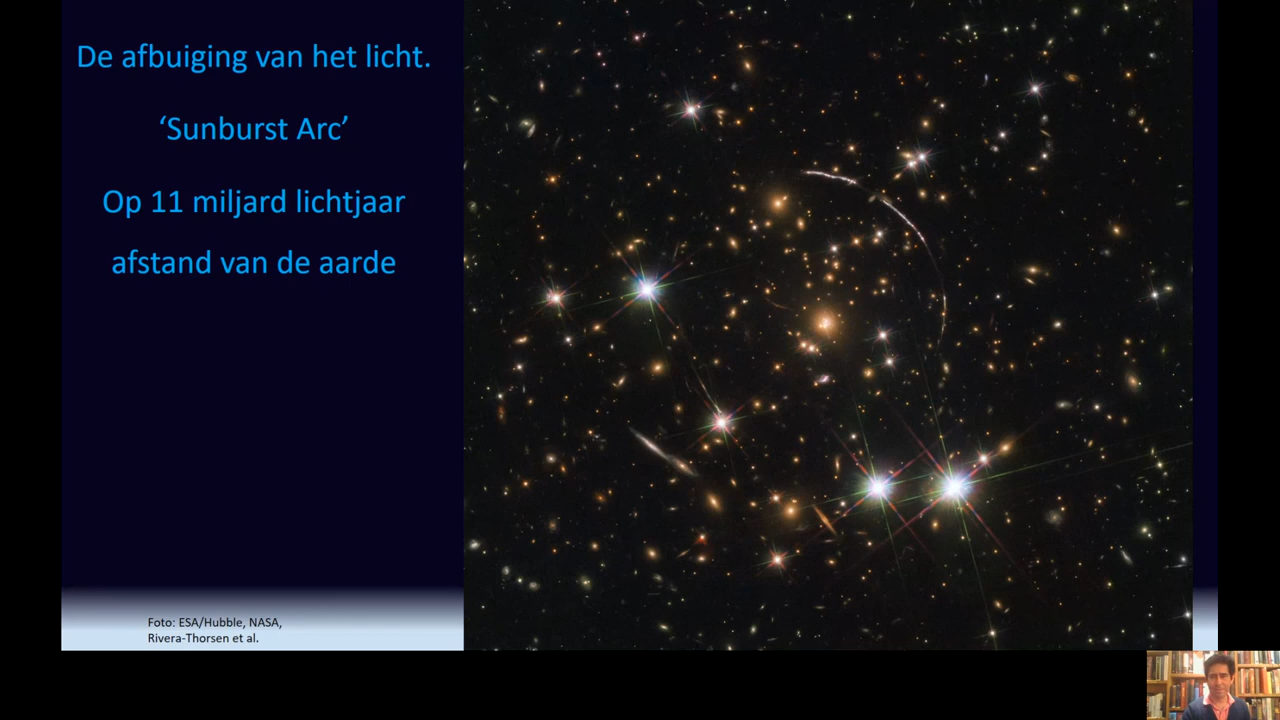 De afbuiging van het licht.
‘Sunburst Arc’
Op 11 miljard lichtjaar
afstand van de aarde
Foto: ESA/Hubble, NASA,
Rivera-Thorsen et al.